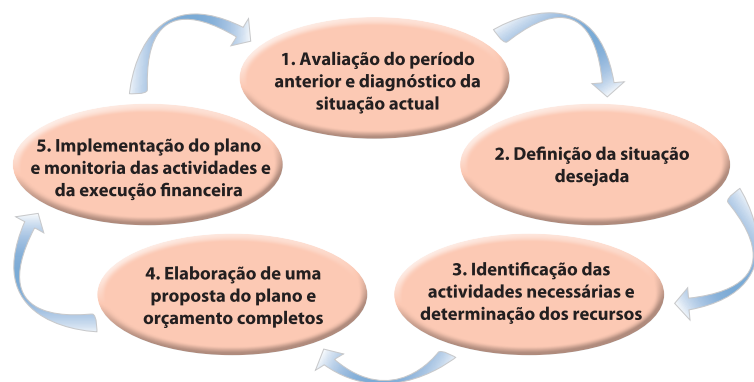 1. Avaliação do período
anterior e diagnóstico da
situação actual
2. Definição da situação
desejada
3. Identificação das
actividades necessárias e
determinação dos recursos
4. Elaboração de uma
proposta do plano e
orçamento completos
5. Implementação do plano
e monitoria das actividades e
da execução financeira